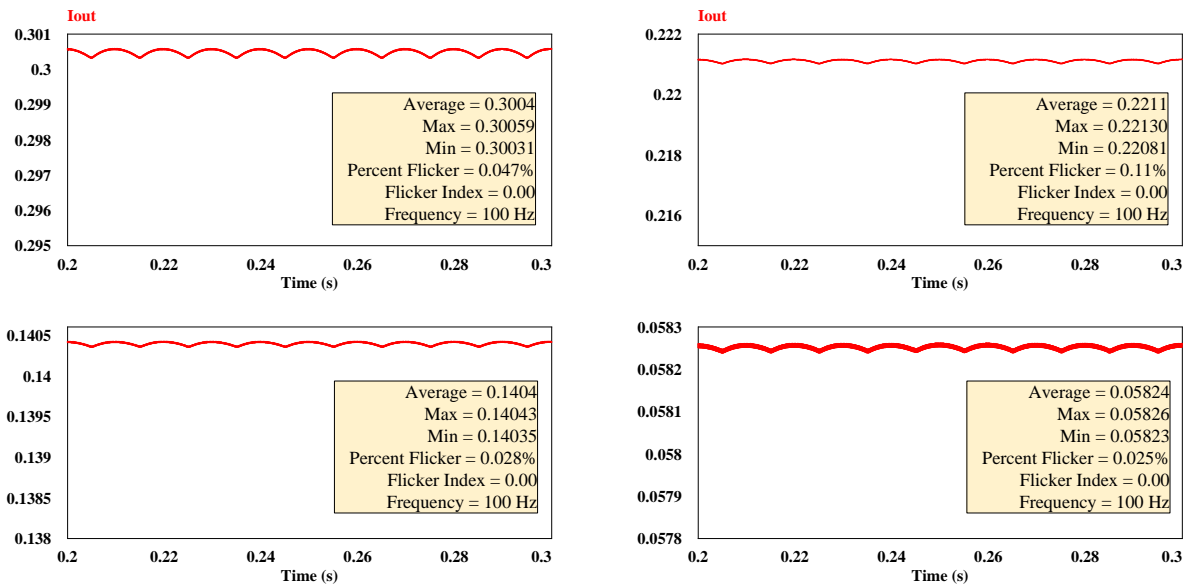 Iout
0.301
0.3
0.299
0.298
0.297
0.296
0.295
Average = 0.3004
Max = 0.30059
Min = 0.30031
Percent Flicker = 0.047%
Flicker Index = 0.00
Frequency = 100 Hz
0.2 0.22 0.24 0.26 0.28 0.3
Time (s)
Iout
0.222
0.22
0.218
0.216
Average = 0.2211
Max = 0.22130
Min = 0.22081
Percent Flicker = 0.11%
Flicker Index = 0.00
Frequency = 100 Hz
0.2 0.22 0.24 0.26 0.28 0.3
Time (s)
0.1405
0.14
0.1395
0.139
0.1385
0.138
Average = 0.1404
Max = 0.14043
Min = 0.14035
Percent Flicker = 0.028%
Flicker Index = 0.00
Frequency = 100 Hz
0.2 0.22 0.24 0.26 0.28 0.3
Time (s)
0.0583
0.0582
0.0581
0.058
0.0579
0.0578
Average = 0.05824
Max = 0.05826
Min = 0.05823
Percent Flicker = 0.025%
Flicker Index = 0.00
Frequency = 100 Hz
0.2 0.22 0.24 0.26 0.28 0.3
Time (s)